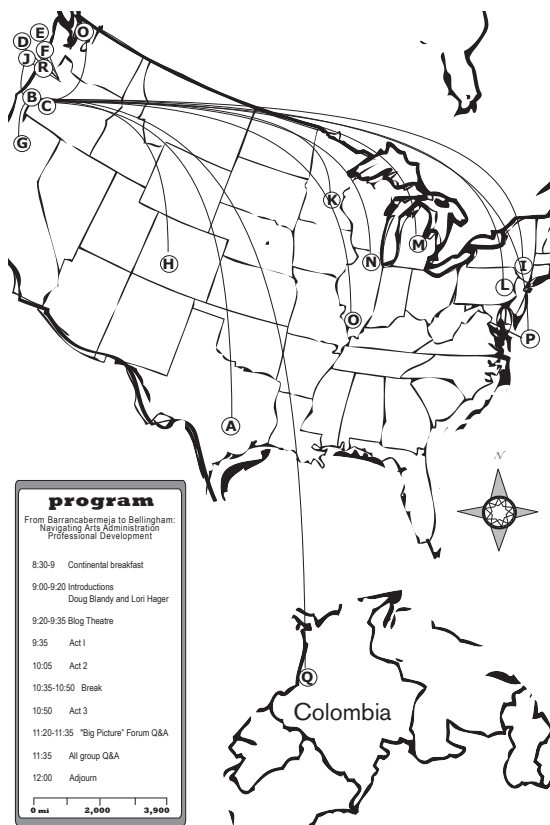 D
E
O
J
F
R
B
C
G
K
H
N
M
I
L
O
P
A
N
program
From Barrancabermeja to Bellingham:
Navigating Arts Administration
Professional Development
8:30-9 Continental breakfast
9:00-9:20 Introductions
Doug Blandy and Lori Hager
9:20-9:35 Blog Theatre
9:35 Act I
10:05 Act 2
10:35-10:50 Break
10:50 Act 3
11:20-11:35 "Big Picture" Forum Q&A
11:35 All group Q&A
12:00 Adjourn
0 mi 2,000 3,900
Q
Colombia